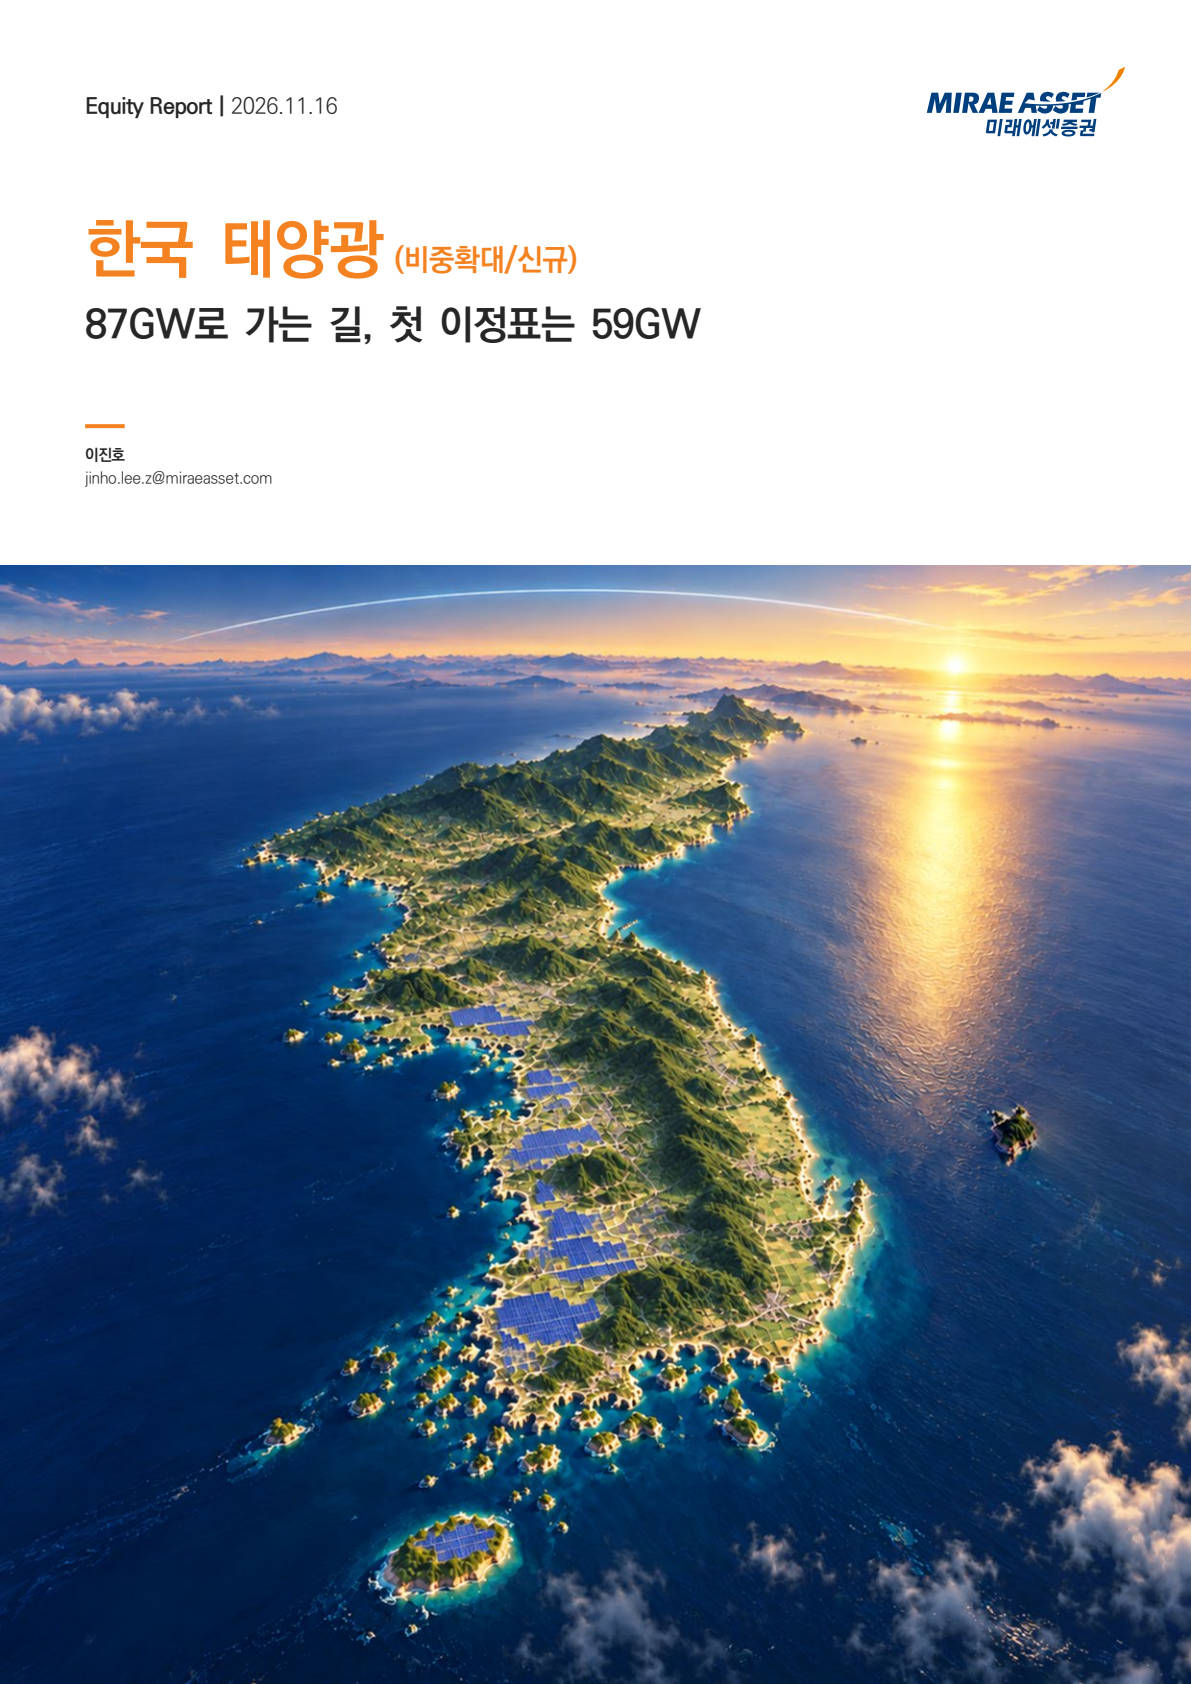 Equity Report | 2026.11.16
MIRAE ASSET
미래에셋증권
한국 태양광 (비중확대/신규)
87GW로 가는 길, 첫 이정표는 59GW
이진호
jinho.lee.z@miraeasset.com